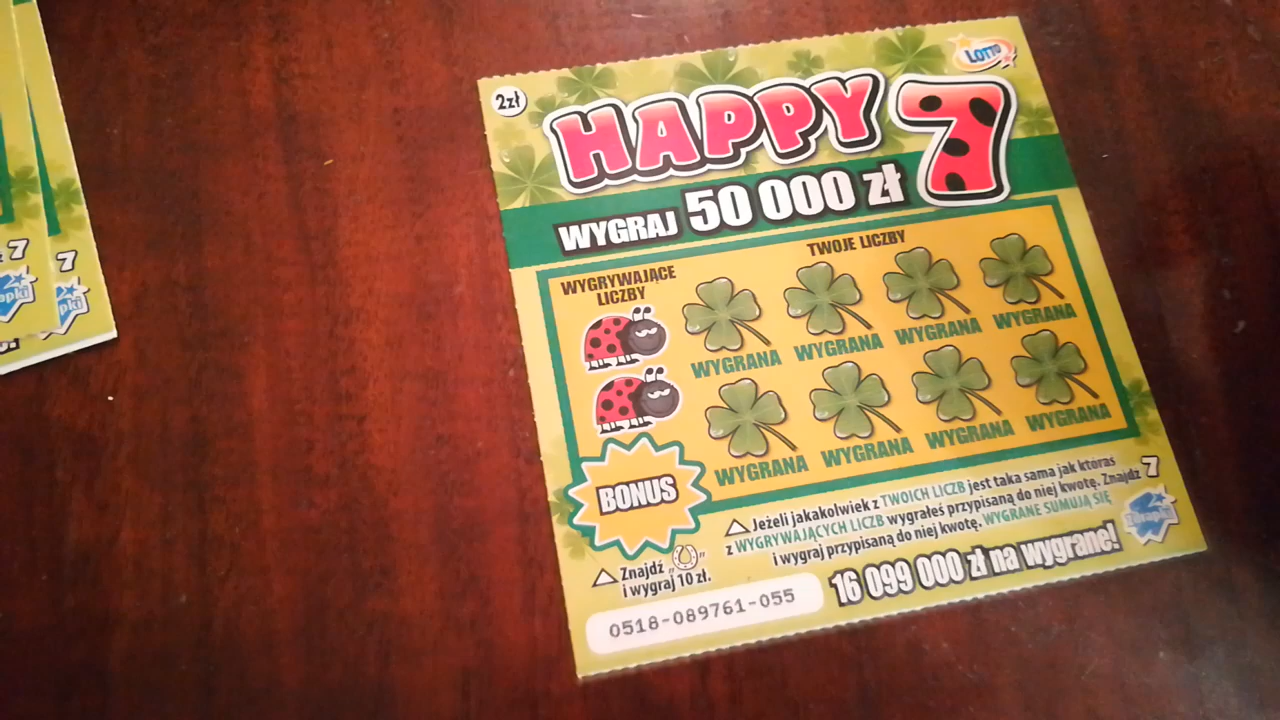 7
7
2zł
LOTTO
HAPPY 7
WYGRAJ 50 000 zł
WYGRYWAJĄCE
LICZBY
TWOJE LICZBY
WYGRANA WYGRANA WYGRANA WYGRANA
WYGRANA WYGRANA WYGRANA WYGRANA
BONUS
Znajdź „ ”
i wygraj 10 zł.
Jeżeli jakakolwiek z TWOICH LICZB jest taka sama jak któraś
z WYGRYWAJĄCYCH LICZB wygrałeś przypisaną do niej kwotę. Znajdź 7
i wygraj przypisaną do niej kwotę. WYGRANE SUMUJĄ SIĘ
16 099 000 zł na wygrane!
0518-089761-055